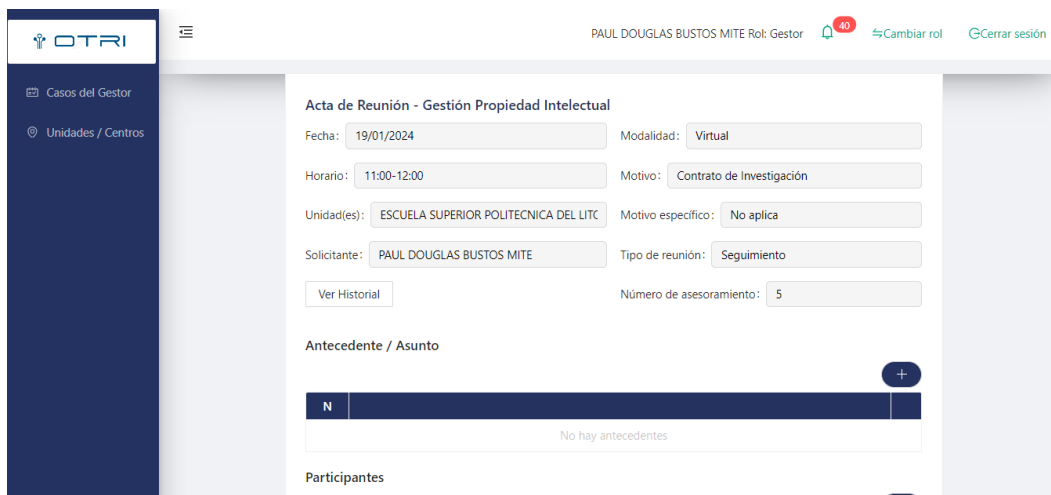 OTRI
PAUL DOUGLAS BUSTOS MITE Rol: Gestor
40
Cambiar rol
Cerrar sesión
Casos del Gestor
Unidades / Centros
Acta de Reunión - Gestión Propiedad Intelectual
Fecha: 19/01/2024
Modalidad: Virtual
Horario: 11:00-12:00
Motivo: Contrato de Investigación
Unidad(es): ESCUELA SUPERIOR POLITECNICA DEL LITC
Motivo específico: No aplica
Solicitante: PAUL DOUGLAS BUSTOS MITE
Tipo de reunión: Seguimiento
Ver Historial
Número de asesoramiento: 5
Antecedente / Asunto
+
N
No hay antecedentes
Participantes